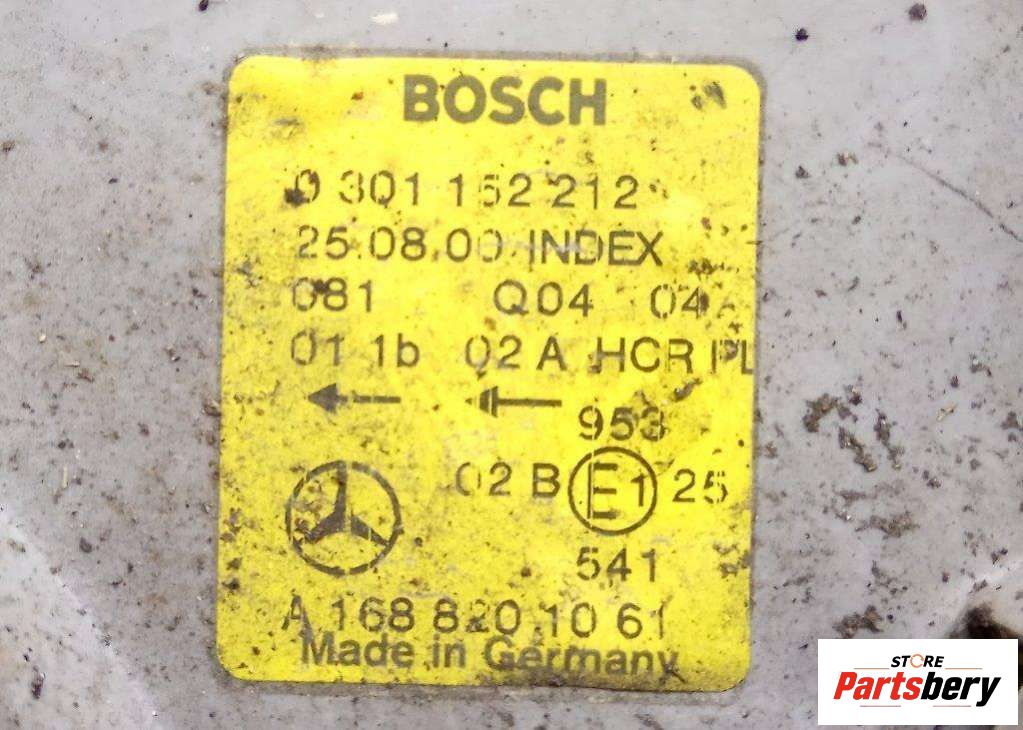 BOSCH
0 301 152 212
25.08.00 INDEX
081 Q04 04
01 1b 02 A HCR PL
953
02 B E1 25
541
A 168 820 10 61
Made in Germany
STORE
Partsbery